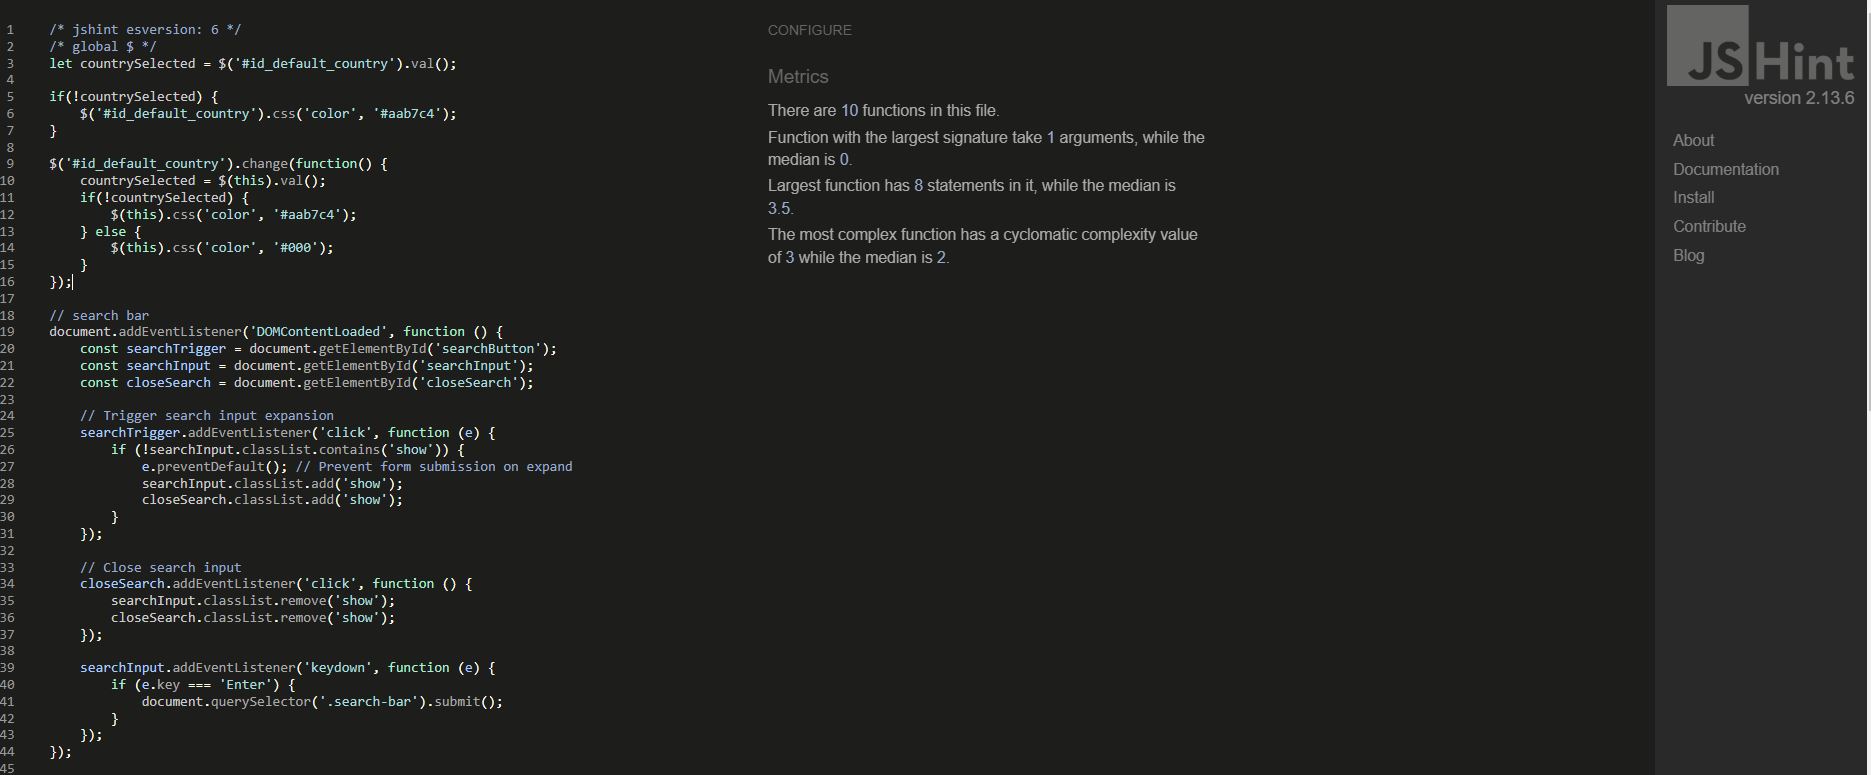 1 /* jshint esversion: 6 */
2 /* global $ */
3 let countrySelected = $('#id_default_country').val();
4
5 if(!countrySelected) {
6     $('#id_default_country').css('color', '#aab7c4');
7 }
8
9 $('#id_default_country').change(function() {
10     countrySelected = $(this).val();
11     if(!countrySelected) {
12         $(this).css('color', '#aab7c4');
13     } else {
14         $(this).css('color', '#000');
15     }
16 });
17
18 // search bar
19 document.addEventListener('DOMContentLoaded', function () {
20     const searchTrigger = document.getElementById('searchButton');
21     const searchInput = document.getElementById('searchInput');
22     const closeSearch = document.getElementById('closeSearch');
23
24     // Trigger search input expansion
25     searchTrigger.addEventListener('click', function (e) {
26         if (!searchInput.classList.contains('show')) {
27             e.preventDefault(); // Prevent form submission on expand
28             searchInput.classList.add('show');
29             closeSearch.classList.add('show');
30         }
31     });
32
33     // Close search input
34     closeSearch.addEventListener('click', function () {
35         searchInput.classList.remove('show');
36         closeSearch.classList.remove('show');
37     });
38
39     searchInput.addEventListener('keydown', function (e) {
40         if (e.key === 'Enter') {
41             document.querySelector('.search-bar').submit();
42         }
43     });
44 });
45
CONFIGURE
Metrics
There are 10 functions in this file.
Function with the largest signature take 1 arguments, while the
median is 0.
Largest function has 8 statements in it, while the median is
3.5.
The most complex function has a cyclomatic complexity value
of 3 while the median is 2.
JSHint
version 2.13.6
About
Documentation
Install
Contribute
Blog